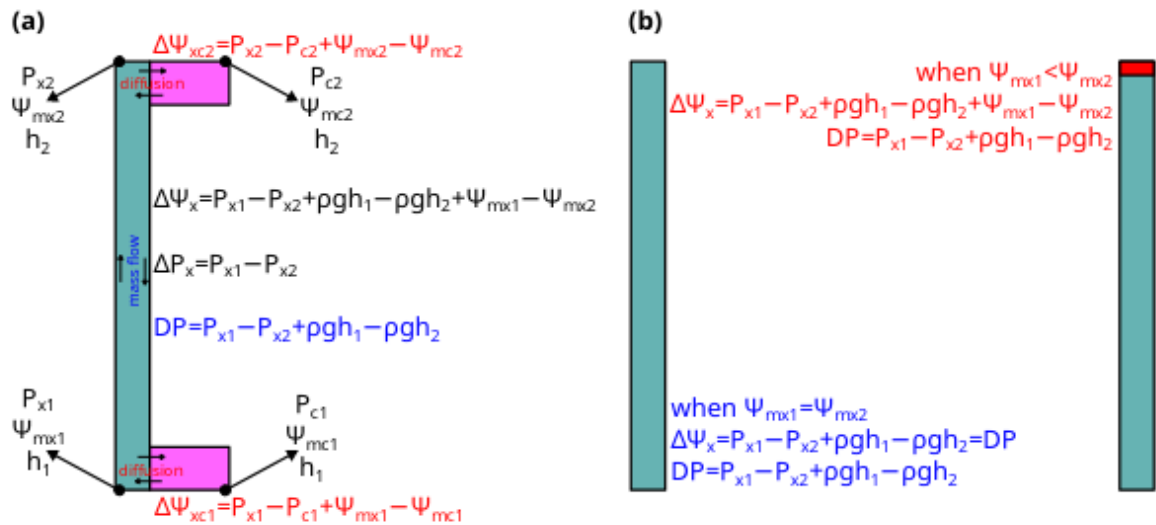 (a)
ΔΨxc2=Px2−Pc2+Ψmx2−Ψmc2
diffusion
Px2
Ψmx2
h2
Pc2
Ψmc2
h2
ΔΨx=Px1−Px2+ρgh1−ρgh2+Ψmx1−Ψmx2
mass flow
ΔPx=Px1−Px2
DP=Px1−Px2+ρgh1−ρgh2
Px1
Ψmx1
h1
Pc1
Ψmc1
h1
diffusion
ΔΨxc1=Px1−Pc1+Ψmx1−Ψmc1
(b)
when Ψmx1<Ψmx2
ΔΨx=Px1−Px2+ρgh1−ρgh2+Ψmx1−Ψmx2
DP=Px1−Px2+ρgh1−ρgh2
when Ψmx1=Ψmx2
ΔΨx=Px1−Px2+ρgh1−ρgh2=DP
DP=Px1−Px2+ρgh1−ρgh2